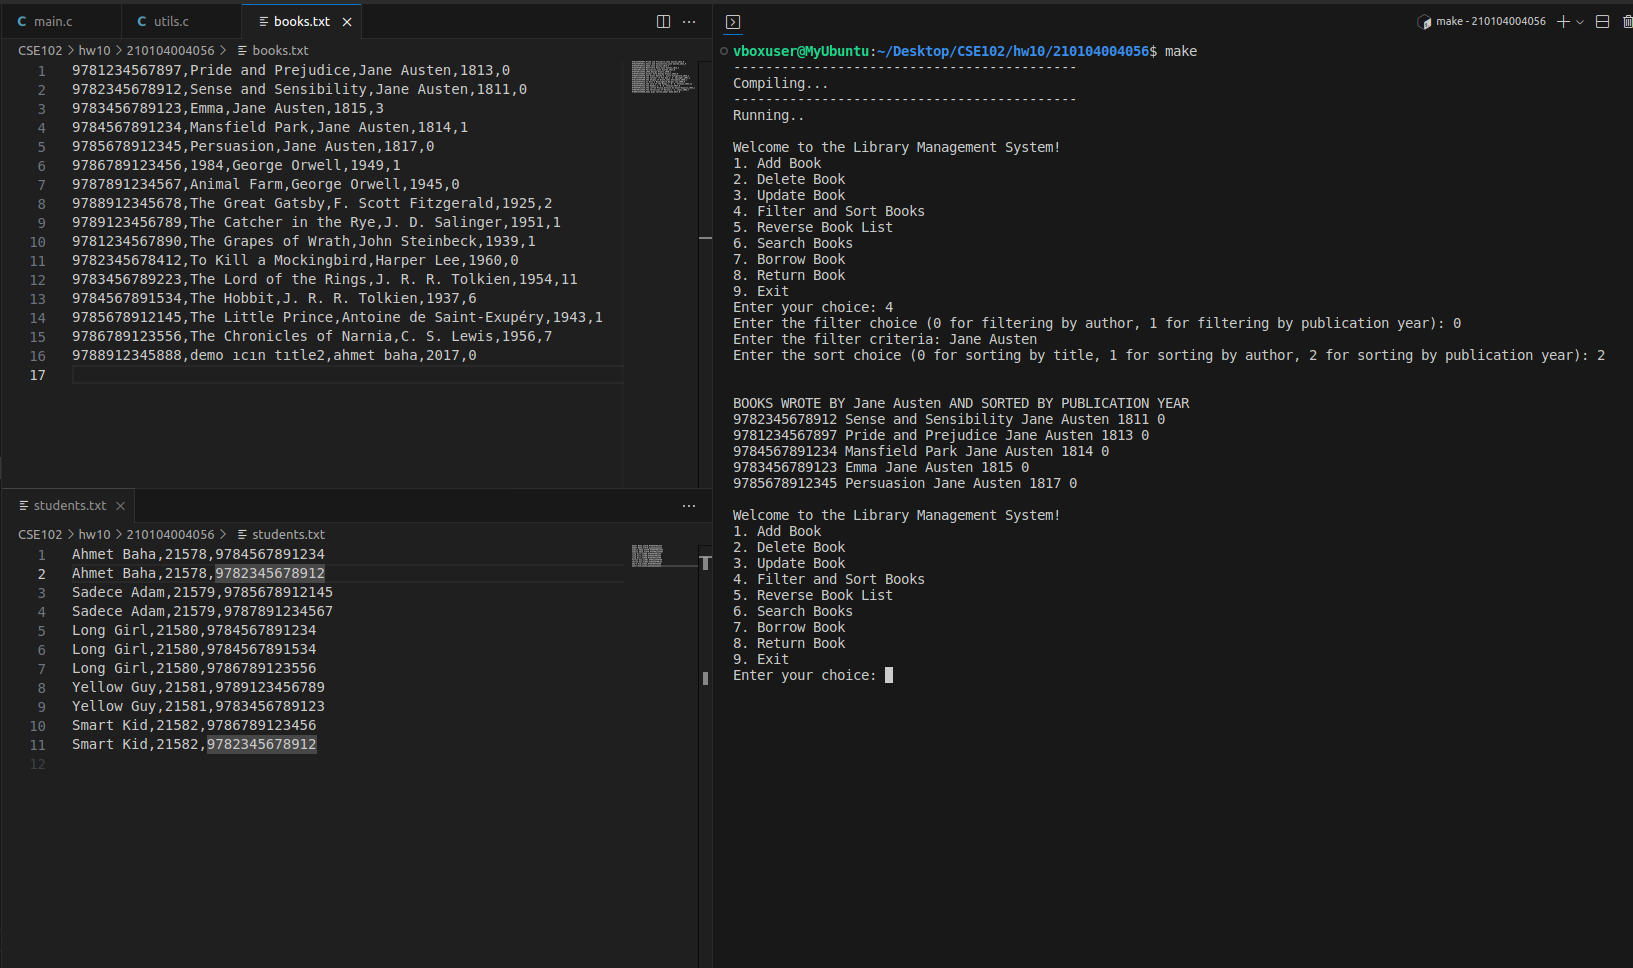 main.c
utils.c
books.txt
CSE102 > hw10 > 210104004056 > books.txt
1 9781234567897,Pride and Prejudice,Jane Austen,1813,0
2 9782345678912,Sense and Sensibility,Jane Austen,1811,0
3 9783456789123,Emma,Jane Austen,1815,3
4 9784567891234,Mansfield Park,Jane Austen,1814,1
5 9785678912345,Persuasion,Jane Austen,1817,0
6 9786789123456,1984,George Orwell,1949,1
7 9787891234567,Animal Farm,George Orwell,1945,0
8 9788912345678,The Great Gatsby,F. Scott Fitzgerald,1925,2
9 9789123456789,The Catcher in the Rye,J. D. Salinger,1951,1
10 9781234567890,The Grapes of Wrath,John Steinbeck,1939,1
11 9782345678412,To Kill a Mockingbird,Harper Lee,1960,0
12 9783456789223,The Lord of the Rings,J. R. R. Tolkien,1954,11
13 9784567891534,The Hobbit,J. R. R. Tolkien,1937,6
14 9785678912145,The Little Prince,Antoine de Saint-Exupéry,1943,1
15 9786789123556,The Chronicles of Narnia,C. S. Lewis,1956,7
16 9788912345888,demo ıcın tıtle2,ahmet baha,2017,0
17
students.txt
CSE102 > hw10 > 210104004056 > students.txt
1 Ahmet Baha,21578,9784567891234
2 Ahmet Baha,21578,9782345678912
3 Sadece Adam,21579,9785678912145
4 Sadece Adam,21579,9787891234567
5 Long Girl,21580,9784567891234
6 Long Girl,21580,9784567891534
7 Long Girl,21580,9786789123556
8 Yellow Guy,21581,9789123456789
9 Yellow Guy,21581,9783456789123
10 Smart Kid,21582,9786789123456
11 Smart Kid,21582,9782345678912
12
make - 210104004056
vboxuser@MyUbuntu:~/Desktop/CSE102/hw10/210104004056$ make
-------------------------------------------
Compiling...
-------------------------------------------
Running..
Welcome to the Library Management System!
1. Add Book
2. Delete Book
3. Update Book
4. Filter and Sort Books
5. Reverse Book List
6. Search Books
7. Borrow Book
8. Return Book
9. Exit
Enter your choice: 4
Enter the filter choice (0 for filtering by author, 1 for filtering by publication year): 0
Enter the filter criteria: Jane Austen
Enter the sort choice (0 for sorting by title, 1 for sorting by author, 2 for sorting by publication year): 2
BOOKS WROTE BY Jane Austen AND SORTED BY PUBLICATION YEAR
9782345678912 Sense and Sensibility Jane Austen 1811 0
9781234567897 Pride and Prejudice Jane Austen 1813 0
9784567891234 Mansfield Park Jane Austen 1814 0
9783456789123 Emma Jane Austen 1815 0
9785678912345 Persuasion Jane Austen 1817 0
Welcome to the Library Management System!
1. Add Book
2. Delete Book
3. Update Book
4. Filter and Sort Books
5. Reverse Book List
6. Search Books
7. Borrow Book
8. Return Book
9. Exit
Enter your choice: